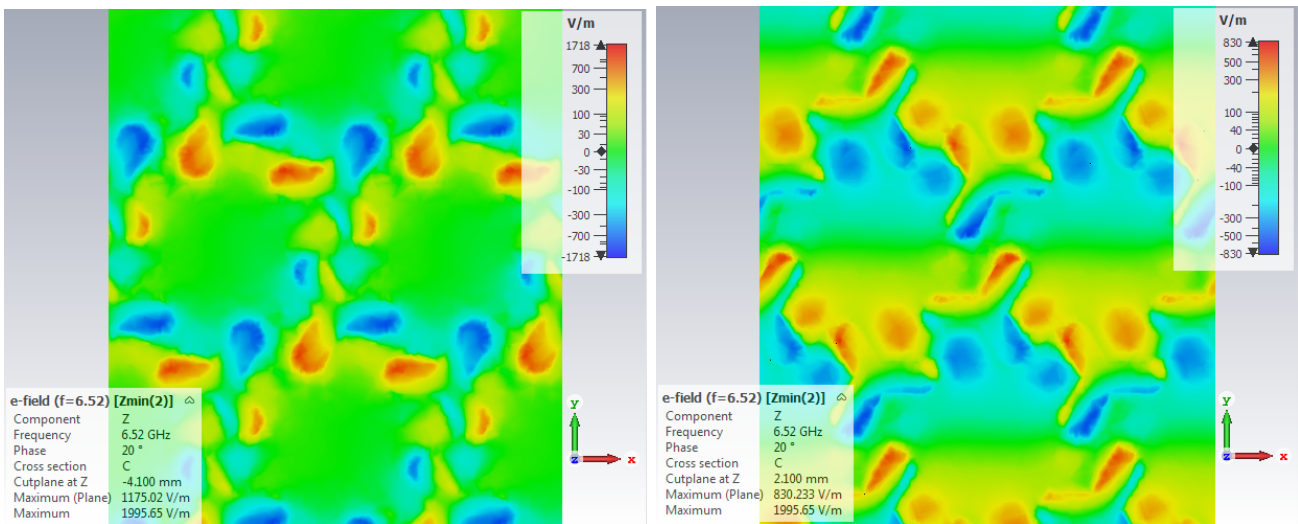 V/m
1718
700
300
100
30
0
-30
-100
-300
-700
-1718
e-field (f=6.52) [Zmin(2)]
Component Z
Frequency 6.52 GHz
Phase 20 °
Cross section C
Cutplane at Z -4.100 mm
Maximum (Plane) 1175.02 V/m
Maximum 1995.65 V/m
y
z
x
V/m
830
500
300
100
40
0
-40
-100
-300
-500
-830
e-field (f=6.52) [Zmin(2)]
Component Z
Frequency 6.52 GHz
Phase 20 °
Cross section C
Cutplane at Z 2.100 mm
Maximum (Plane) 830.233 V/m
Maximum 1995.65 V/m
y
z
x